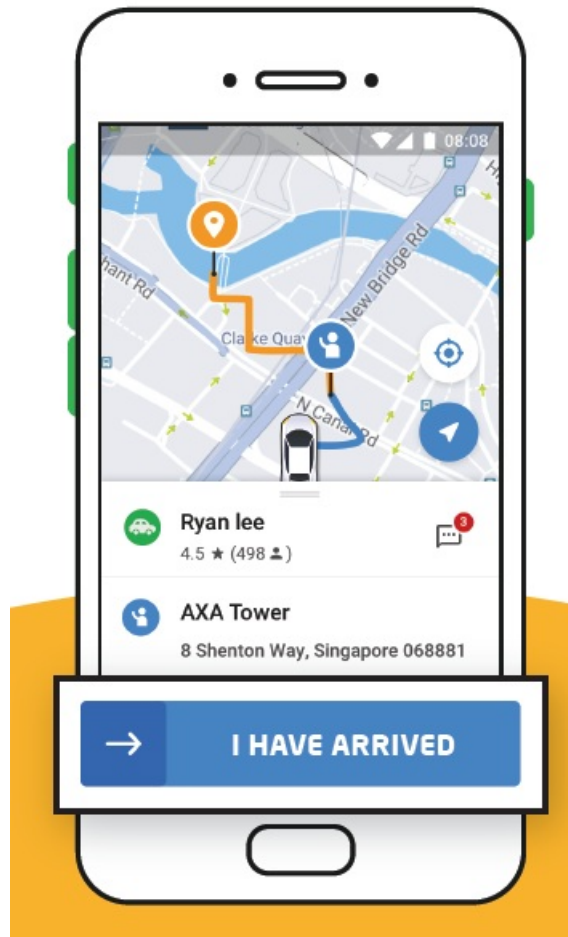 08:08
New Bridge Rd
Clarke Quay
N Canal Rd
Ryan lee
3
4.5 ★ (498)
AXA Tower
8 Shenton Way, Singapore 068881
I HAVE ARRIVED